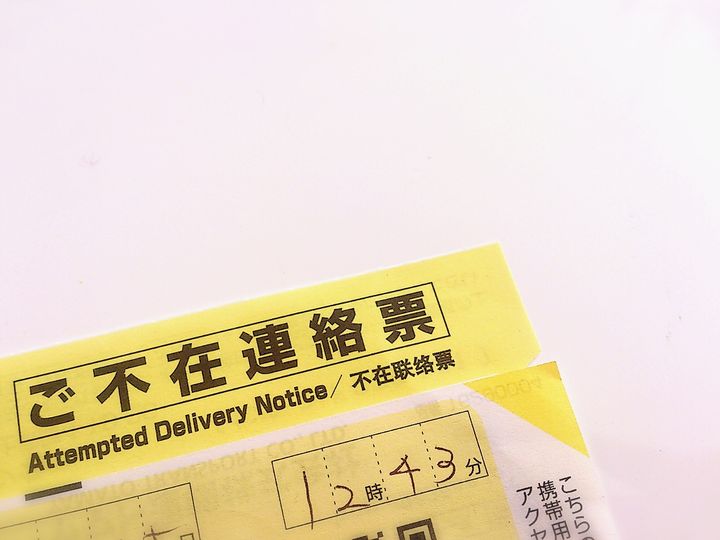 ご不在連絡票
Attempted Delivery Notice/不在联络票
12時43分
こちらの
携帯用
アクセ